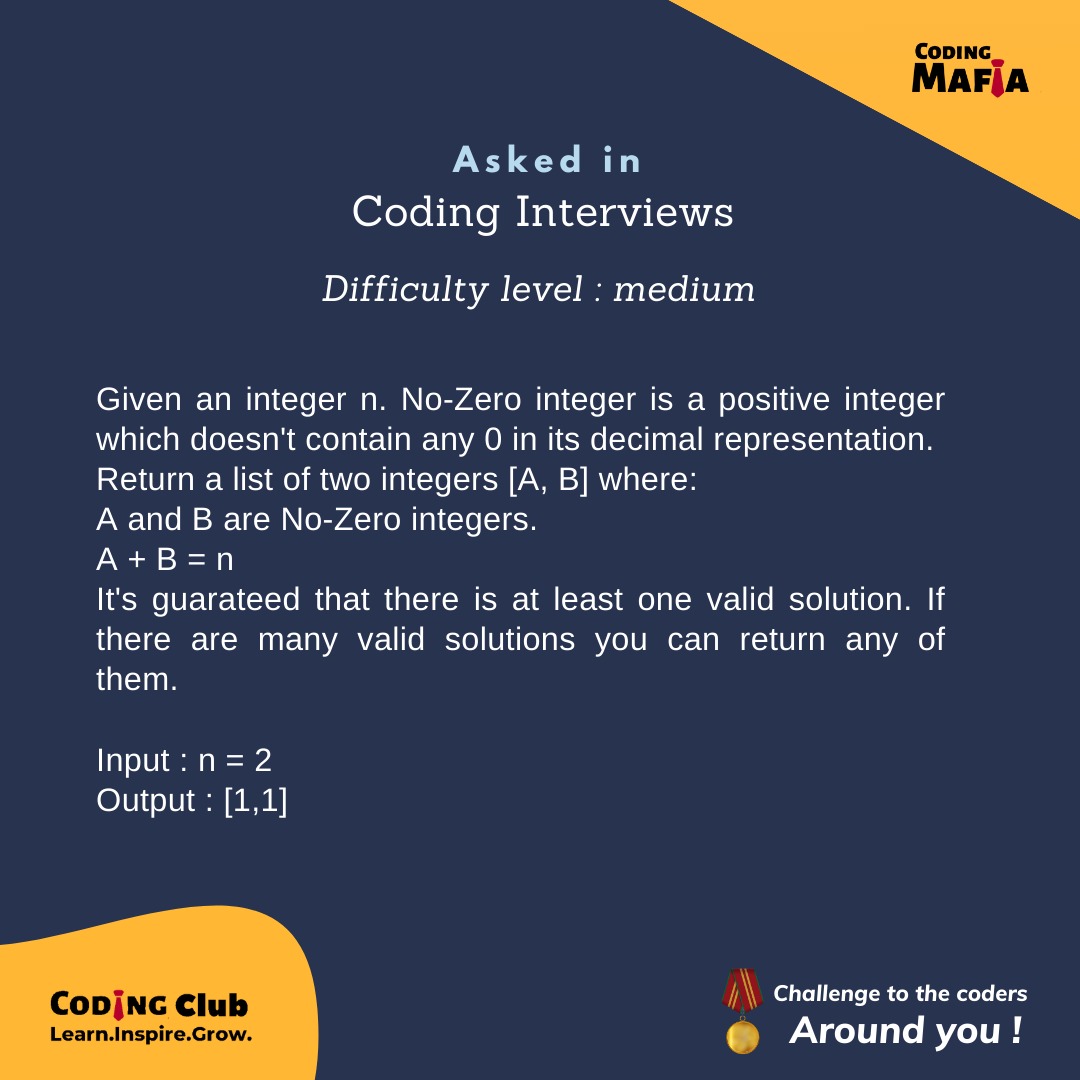 CODING
MAFIA
Asked in
Coding Interviews
Difficulty level : medium
Given an integer n. No-Zero integer is a positive integer
which doesn't contain any 0 in its decimal representation.
Return a list of two integers [A, B] where:
A and B are No-Zero integers.
A + B = n
It's guarateed that there is at least one valid solution. If
there are many valid solutions you can return any of
them.
Input : n = 2
Output : [1,1]
CODING Club
Learn.Inspire.Grow.
Challenge to the coders
Around you !